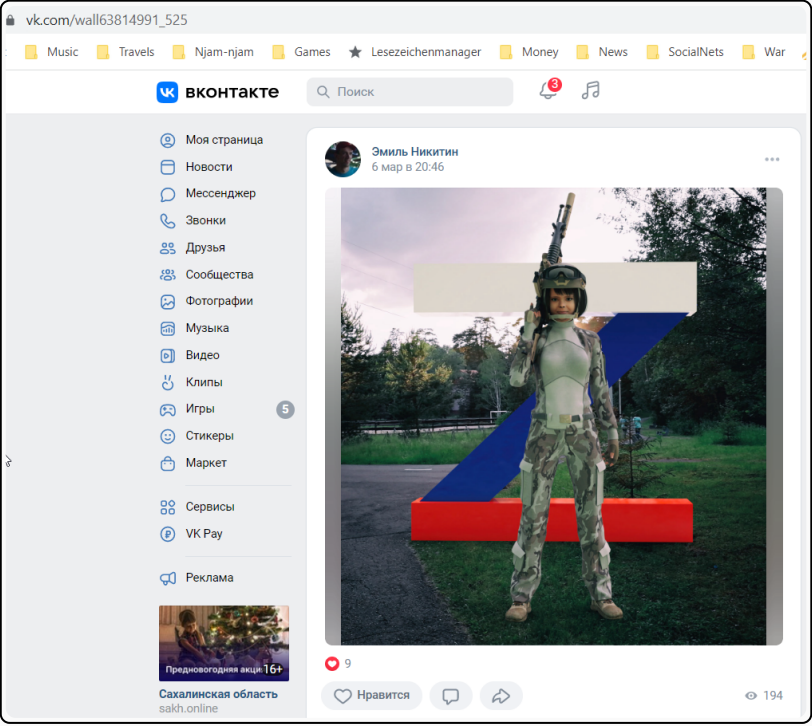 vk.com/wall63814991_525
Music Travels Njam-njam Games Lesezeichenmanager Money News SocialNets War
вконтакте
Поиск
3
Моя страница
Новости
Мессенджер
Звонки
Друзья
Сообщества
Фотографии
Музыка
Видео
Клипы
Игры 5
Стикеры
Маркет
Сервисы
VK Pay
Реклама
Предновогодняя акци 16+
Сахалинская область
sakh.online
Эмиль Никитин
6 мар в 20:46
9
Нравится
194